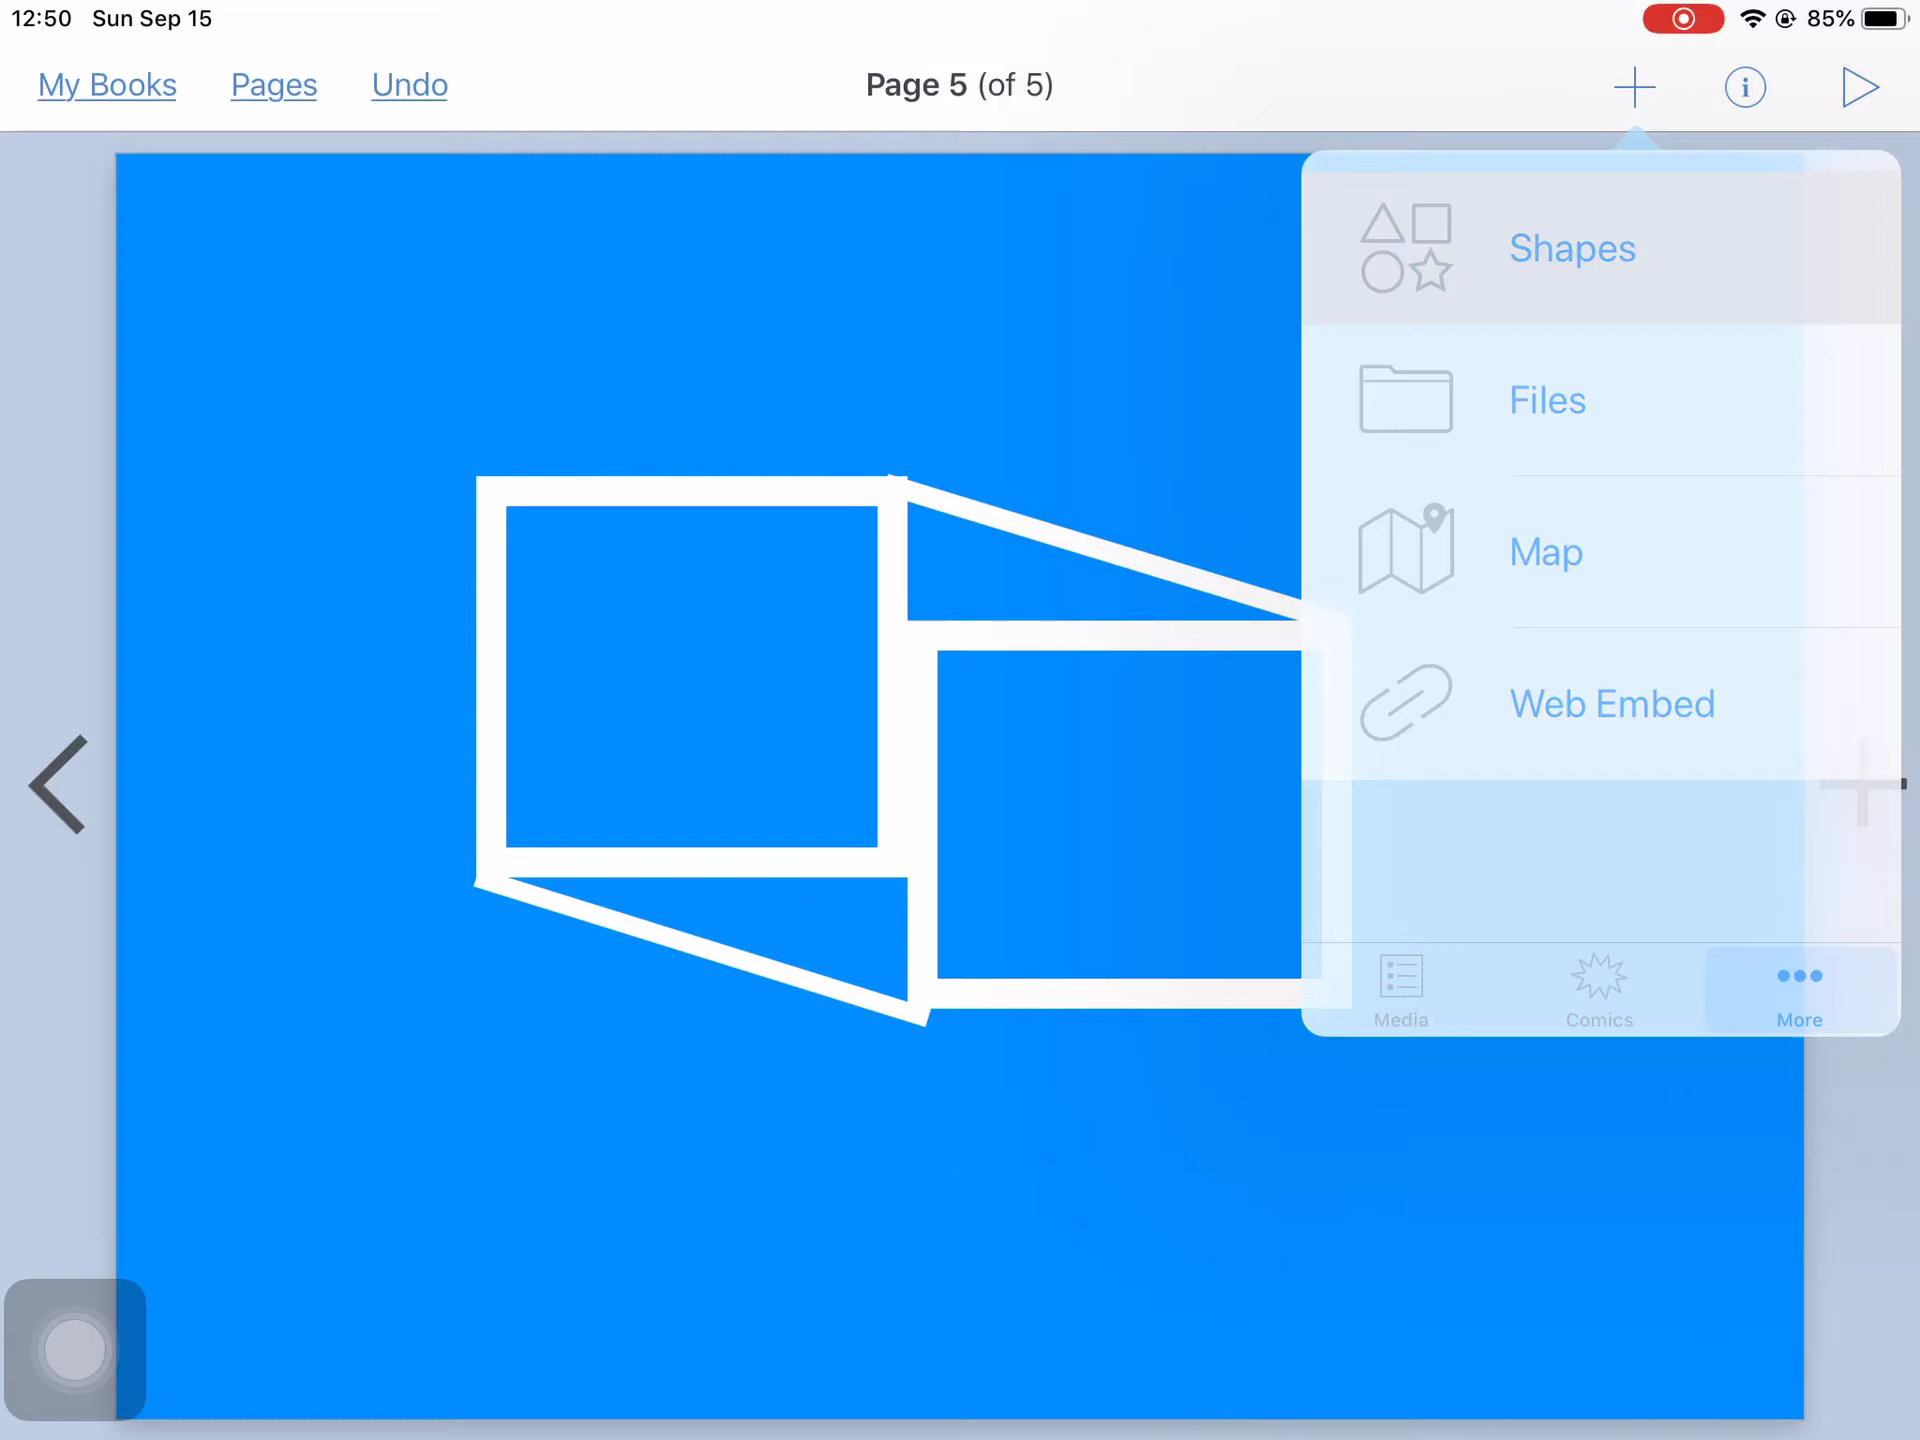 12:50 Sun Sep 15
85%
My Books Pages Undo
Page 5 (of 5)
Shapes
Files
Map
Web Embed
Media
Comics
More